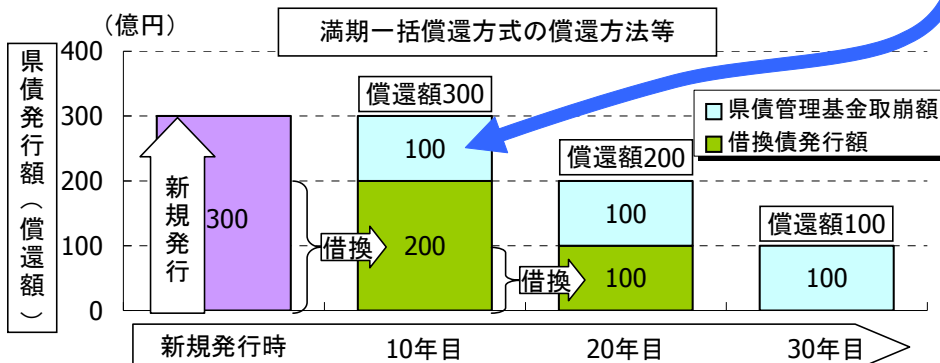 (億円)
満期一括償還方式の償還方法等
県債発行額(償還額)
400
300
200
100
0
新規発行
300
借換
償還額300
100
200
借換
償還額200
100
100
償還額100
100
県債管理基金取崩額
借換債発行額
新規発行時
10年目
20年目
30年目